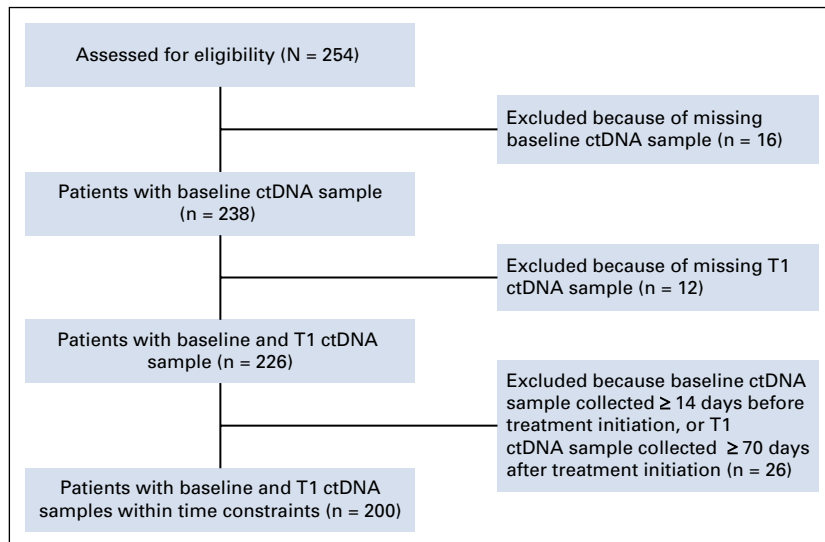 Assessed for eligibility (N = 254)
Excluded because of missing
baseline ctDNA sample (n = 16)
Patients with baseline ctDNA sample
(n = 238)
Excluded because of missing T1
ctDNA sample (n = 12)
Patients with baseline and T1 ctDNA
sample (n = 226)
Excluded because baseline ctDNA
sample collected ≥ 14 days before
treatment initiation, or T1
ctDNA sample collected ≥ 70 days
after treatment initiation (n = 26)
Patients with baseline and T1 ctDNA
samples within time constraints (n = 200)